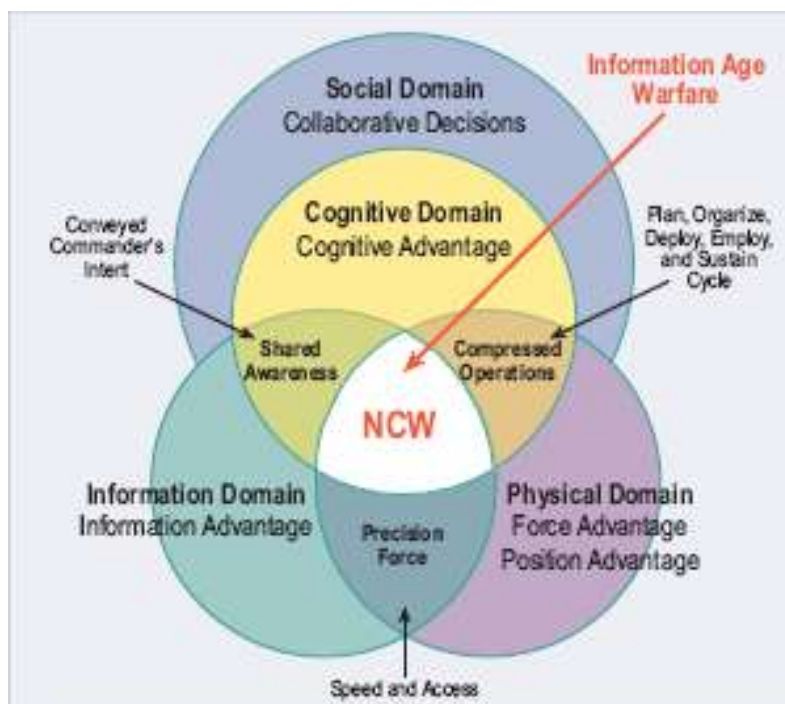 Information Age
Warfare
Social Domain
Collaborative Decisions
Conveyed
Commander's
Intent
Cognitive Domain
Cognitive Advantage
Plan, Organize,
Deploy, Employ,
and Sustain
Cycle
Shared
Awareness
Compressed
Operations
NCW
Information Domain
Information Advantage
Physical Domain
Force Advantage
Position Advantage
Precision
Force
Speed and Access